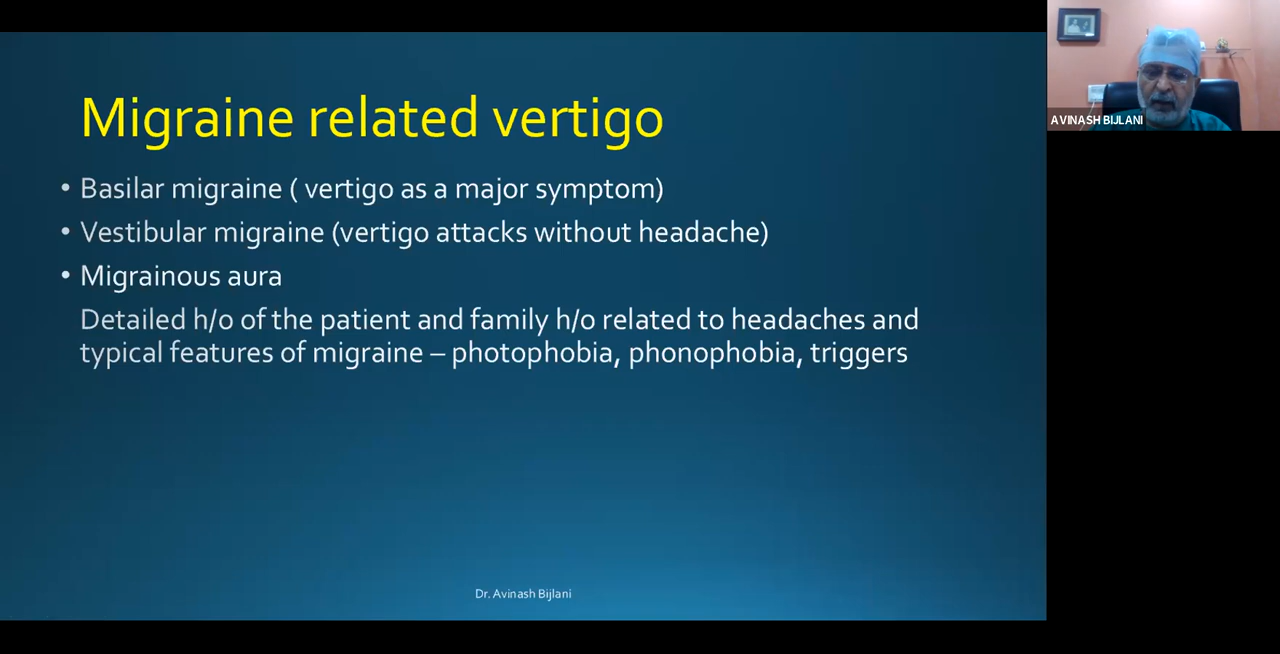 Migraine related vertigo
• Basilar migraine ( vertigo as a major symptom)
• Vestibular migraine (vertigo attacks without headache)
• Migrainous aura
Detailed h/o of the patient and family h/o related to headaches and
typical features of migraine – photophobia, phonophobia, triggers
Dr. Avinash Bijlani
AVINASH BIJLANI